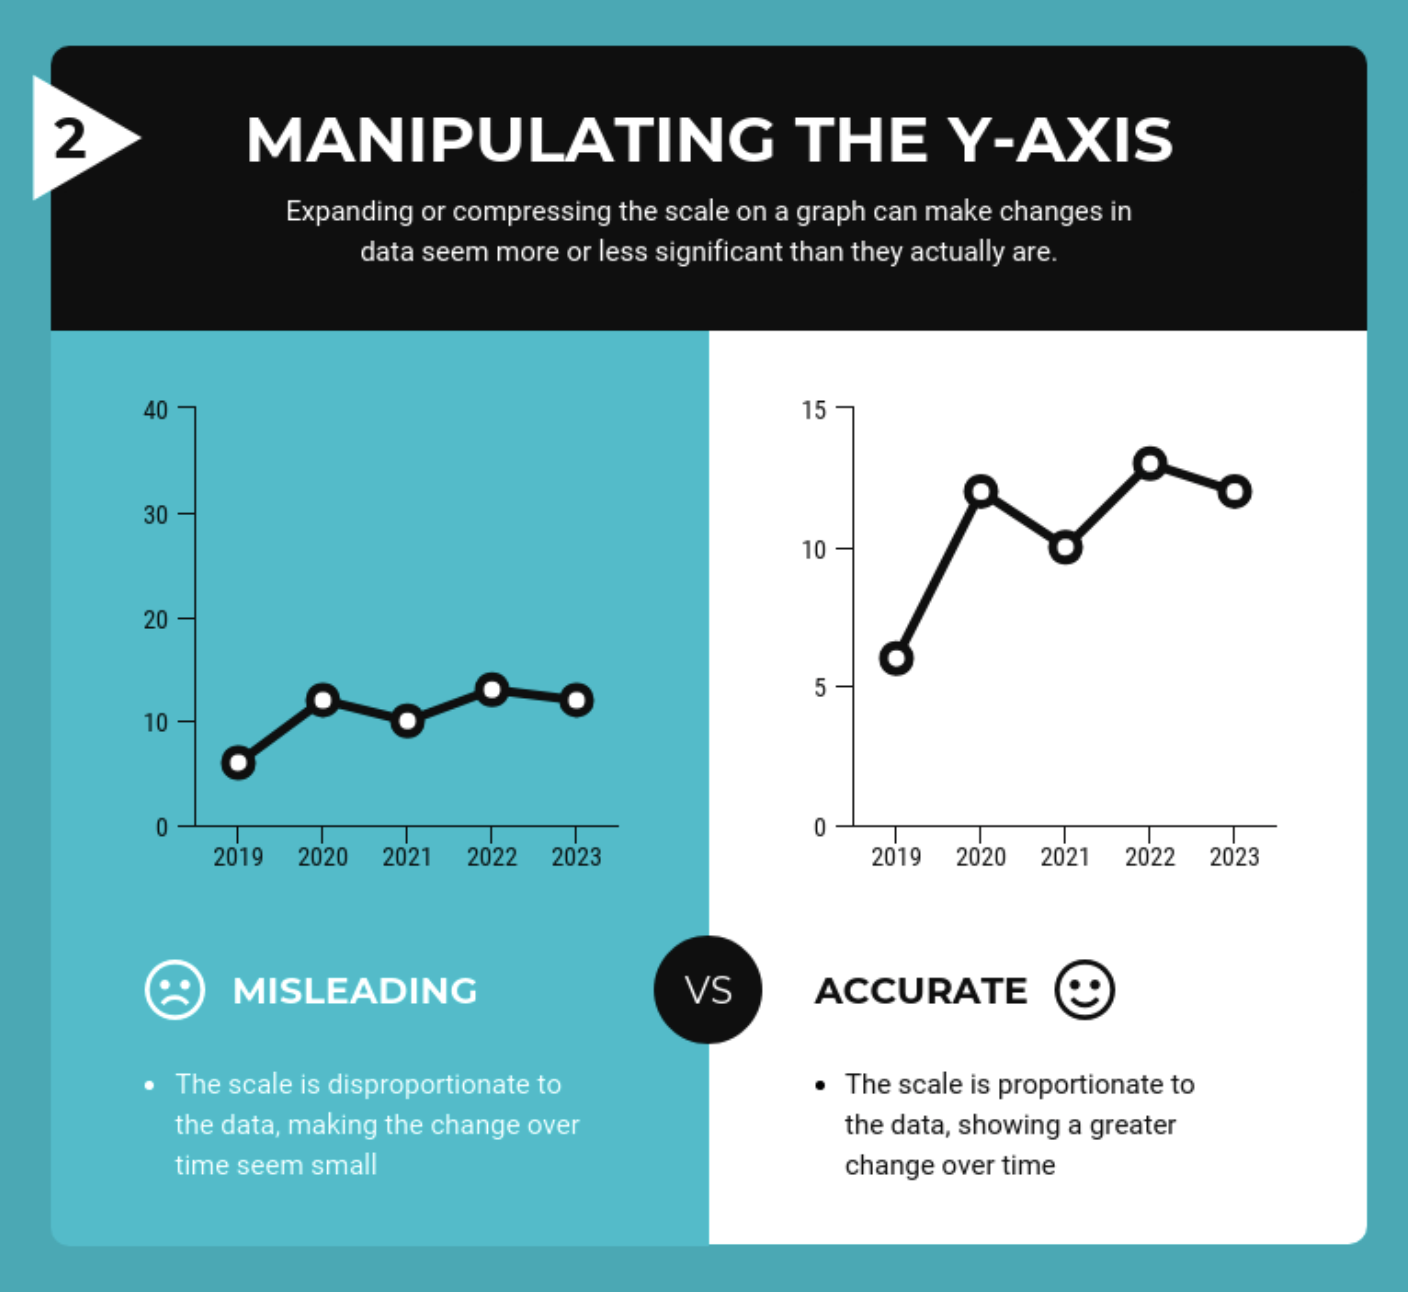 2
MANIPULATING THE Y-AXIS
Expanding or compressing the scale on a graph can make changes in
data seem more or less significant than they actually are.
40
30
20
10
0
2019 2020 2021 2022 2023
15
10
5
0
2019 2020 2021 2022 2023
MISLEADING
VS
ACCURATE
• The scale is disproportionate to
the data, making the change over
time seem small
• The scale is proportionate to
the data, showing a greater
change over time